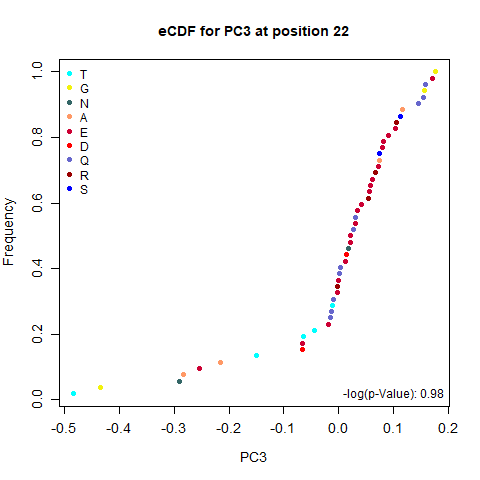 eCDF for PC3 at position 22
Frequency
1.0
0.8
0.6
0.4
0.2
0.0
T
G
N
A
E
D
Q
R
S
-log(p-Value): 0.98
-0.5 -0.4 -0.3 -0.2 -0.1 0.0 0.1 0.2
PC3